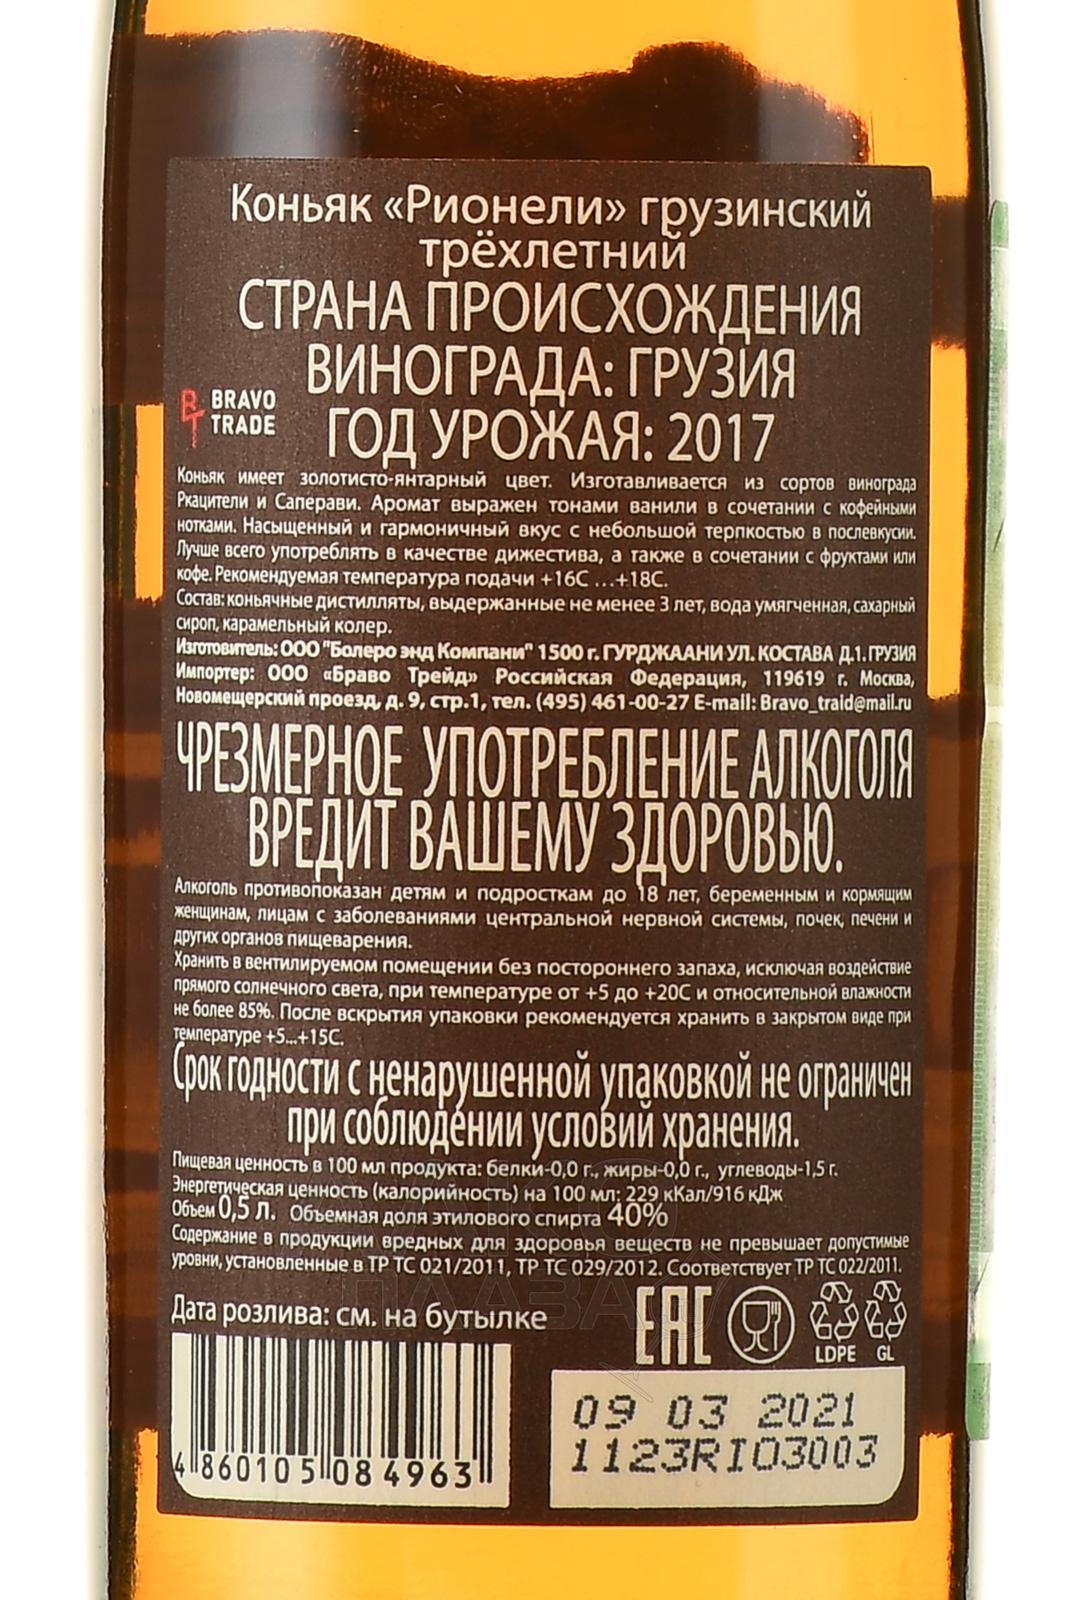 Коньяк «Рионели» грузинский
трёхлетний
СТРАНА ПРОИСХОЖДЕНИЯ
ВИНОГРАДА: ГРУЗИЯ
BRAVO
TRADE
ГОД УРОЖАЯ: 2017
Коньяк имеет золотисто-янтарный цвет. Изготавливается из сортов винограда
Ркацители и Саперави. Аромат выражен тонами ванили в сочетании с кофейными
нотками. Насыщенный и гармоничный вкус с небольшой терпкостью в послевкусии.
Лучше всего употреблять в качестве дижестива, а также в сочетании с фруктами или
кофе. Рекомендуемая температура подачи +16С ...+18С.
Состав: коньячные дистилляты, выдержанные не менее 3 лет, вода умягченная, сахарный
сироп, карамельный колер.
Изготовитель: ООО "Болеро энд Компани" 1500 г. ГУРДЖААНИ УЛ. КОСТАВА Д.1. ГРУЗИЯ
Импортер: ООО «Браво Трейд» Российская Федерация, 119619 г. Москва,
Новомещерский проезд, д. 9, стр.1, тел. (495) 461-00-27 E-mail: Bravo_traid@mail.ru
ЧРЕЗМЕРНОЕ УПОТРЕБЛЕНИЕ АЛКОГОЛЯ
ВРЕДИТ ВАШЕМУ ЗДОРОВЬЮ.
Алкоголь противопоказан детям и подросткам до 18 лет, беременным и кормящим
женщинам, лицам с заболеваниями центральной нервной системы, почек, печени и
других органов пищеварения.
Хранить в вентилируемом помещении без постороннего запаха, исключая воздействие
прямого солнечного света, при температуре от +5 до +20С и относительной влажности
не более 85%. После вскрытия упаковки рекомендуется хранить в закрытом виде при
температуре +5...+15С.
Срок годности с ненарушенной упаковкой не ограничен
при соблюдении условий хранения.
Пищевая ценность в 100 мл продукта: белки-0,0 г., жиры-0,0 г., углеводы-1,5 г.
Энергетическая ценность (калорийность) на 100 мл: 229 кКал/916 кДж
Объем 0,5 л. Объемная доля этилового спирта 40%
Содержание в продукции вредных для здоровья веществ не превышает допустимые
уровни, установленные в ТР ТС 021/2011, ТР ТС 029/2012. Соответствует ТР ТС 022/2011.
Дата розлива: см. на бутылке
EAC
LDPE GL
4 860105 084963
09 03 2021
1123RIO3003